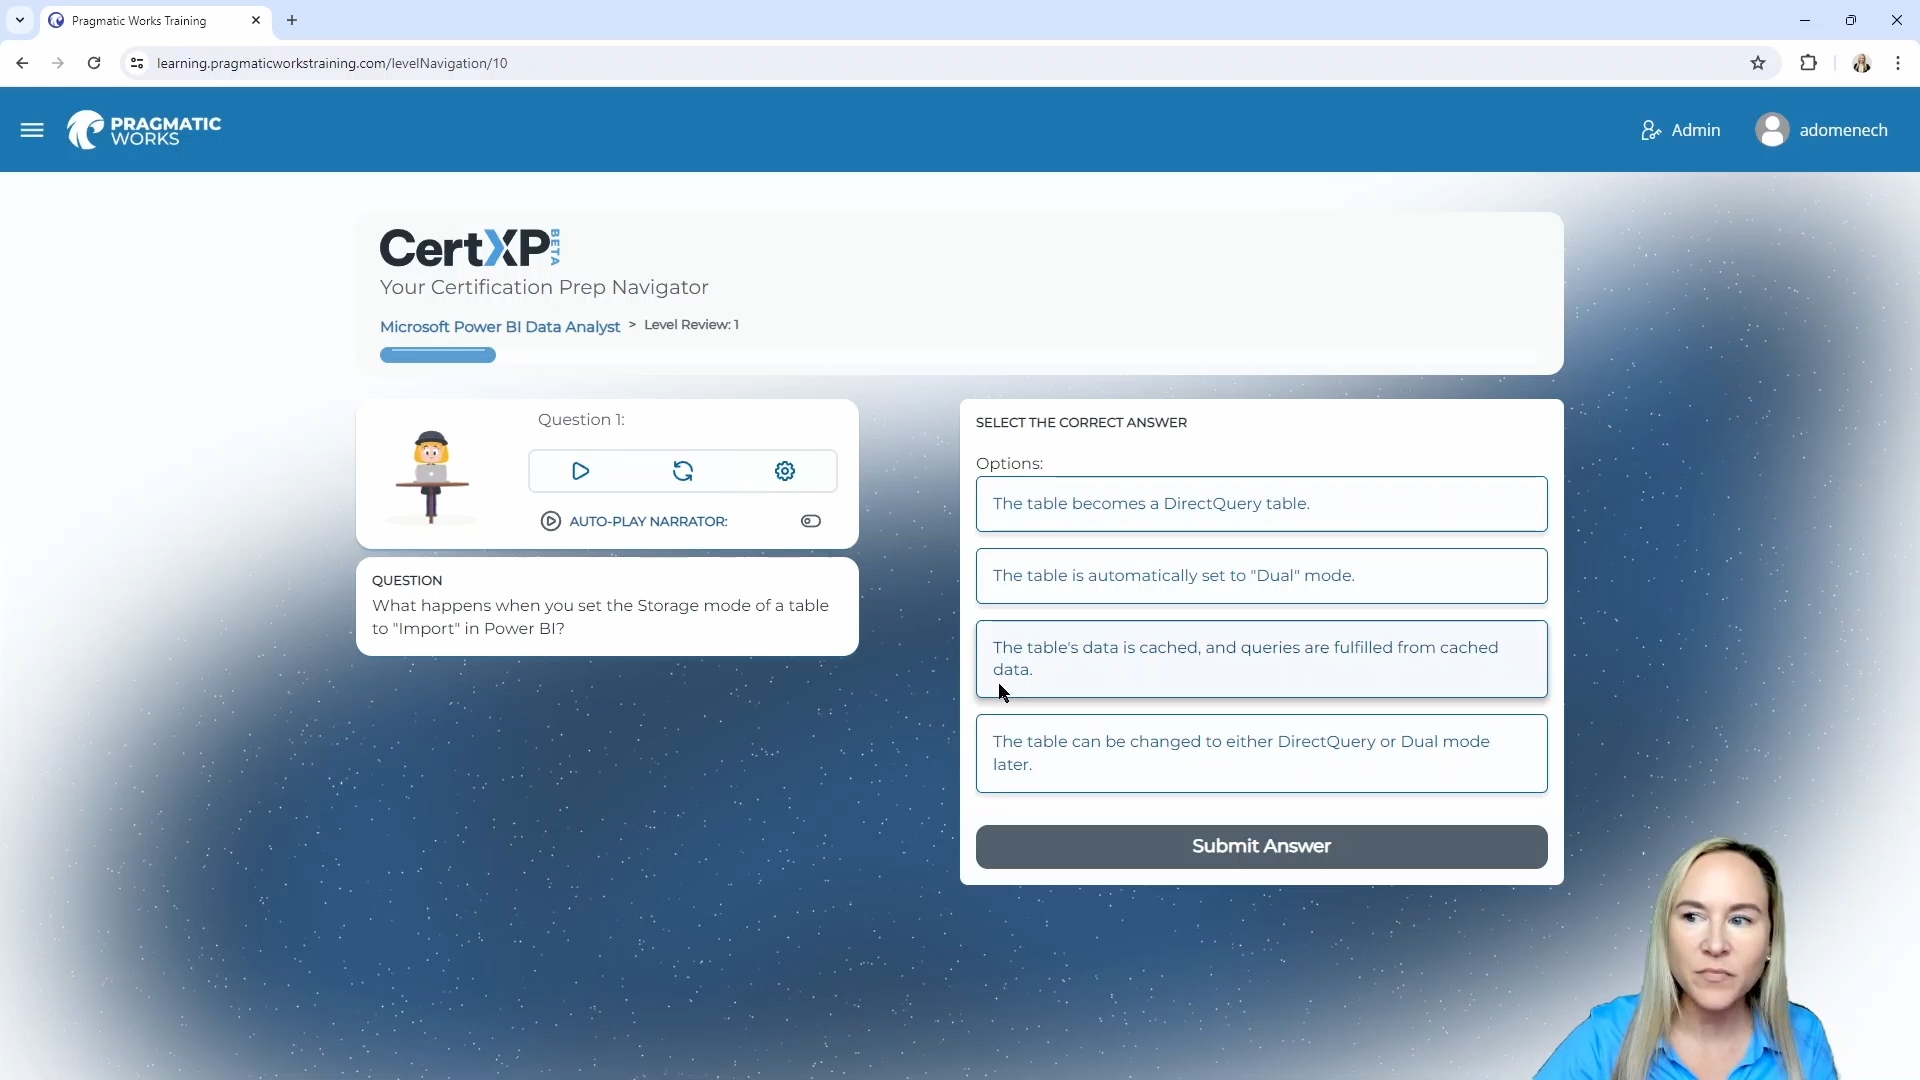 Pragmatic Works Training
learning.pragmaticworkstraining.com/levelNavigation/10
PRAGMATIC
WORKS
Admin
adomenech
CertXP BETA
Your Certification Prep Navigator
Microsoft Power BI Data Analyst > Level Review: 1
Question 1:
AUTO-PLAY NARRATOR:
QUESTION
What happens when you set the Storage mode of a table
to "Import" in Power BI?
SELECT THE CORRECT ANSWER
Options:
The table becomes a DirectQuery table.
The table is automatically set to "Dual" mode.
The table's data is cached, and queries are fulfilled from cached
data.
The table can be changed to either DirectQuery or Dual mode
later.
Submit Answer